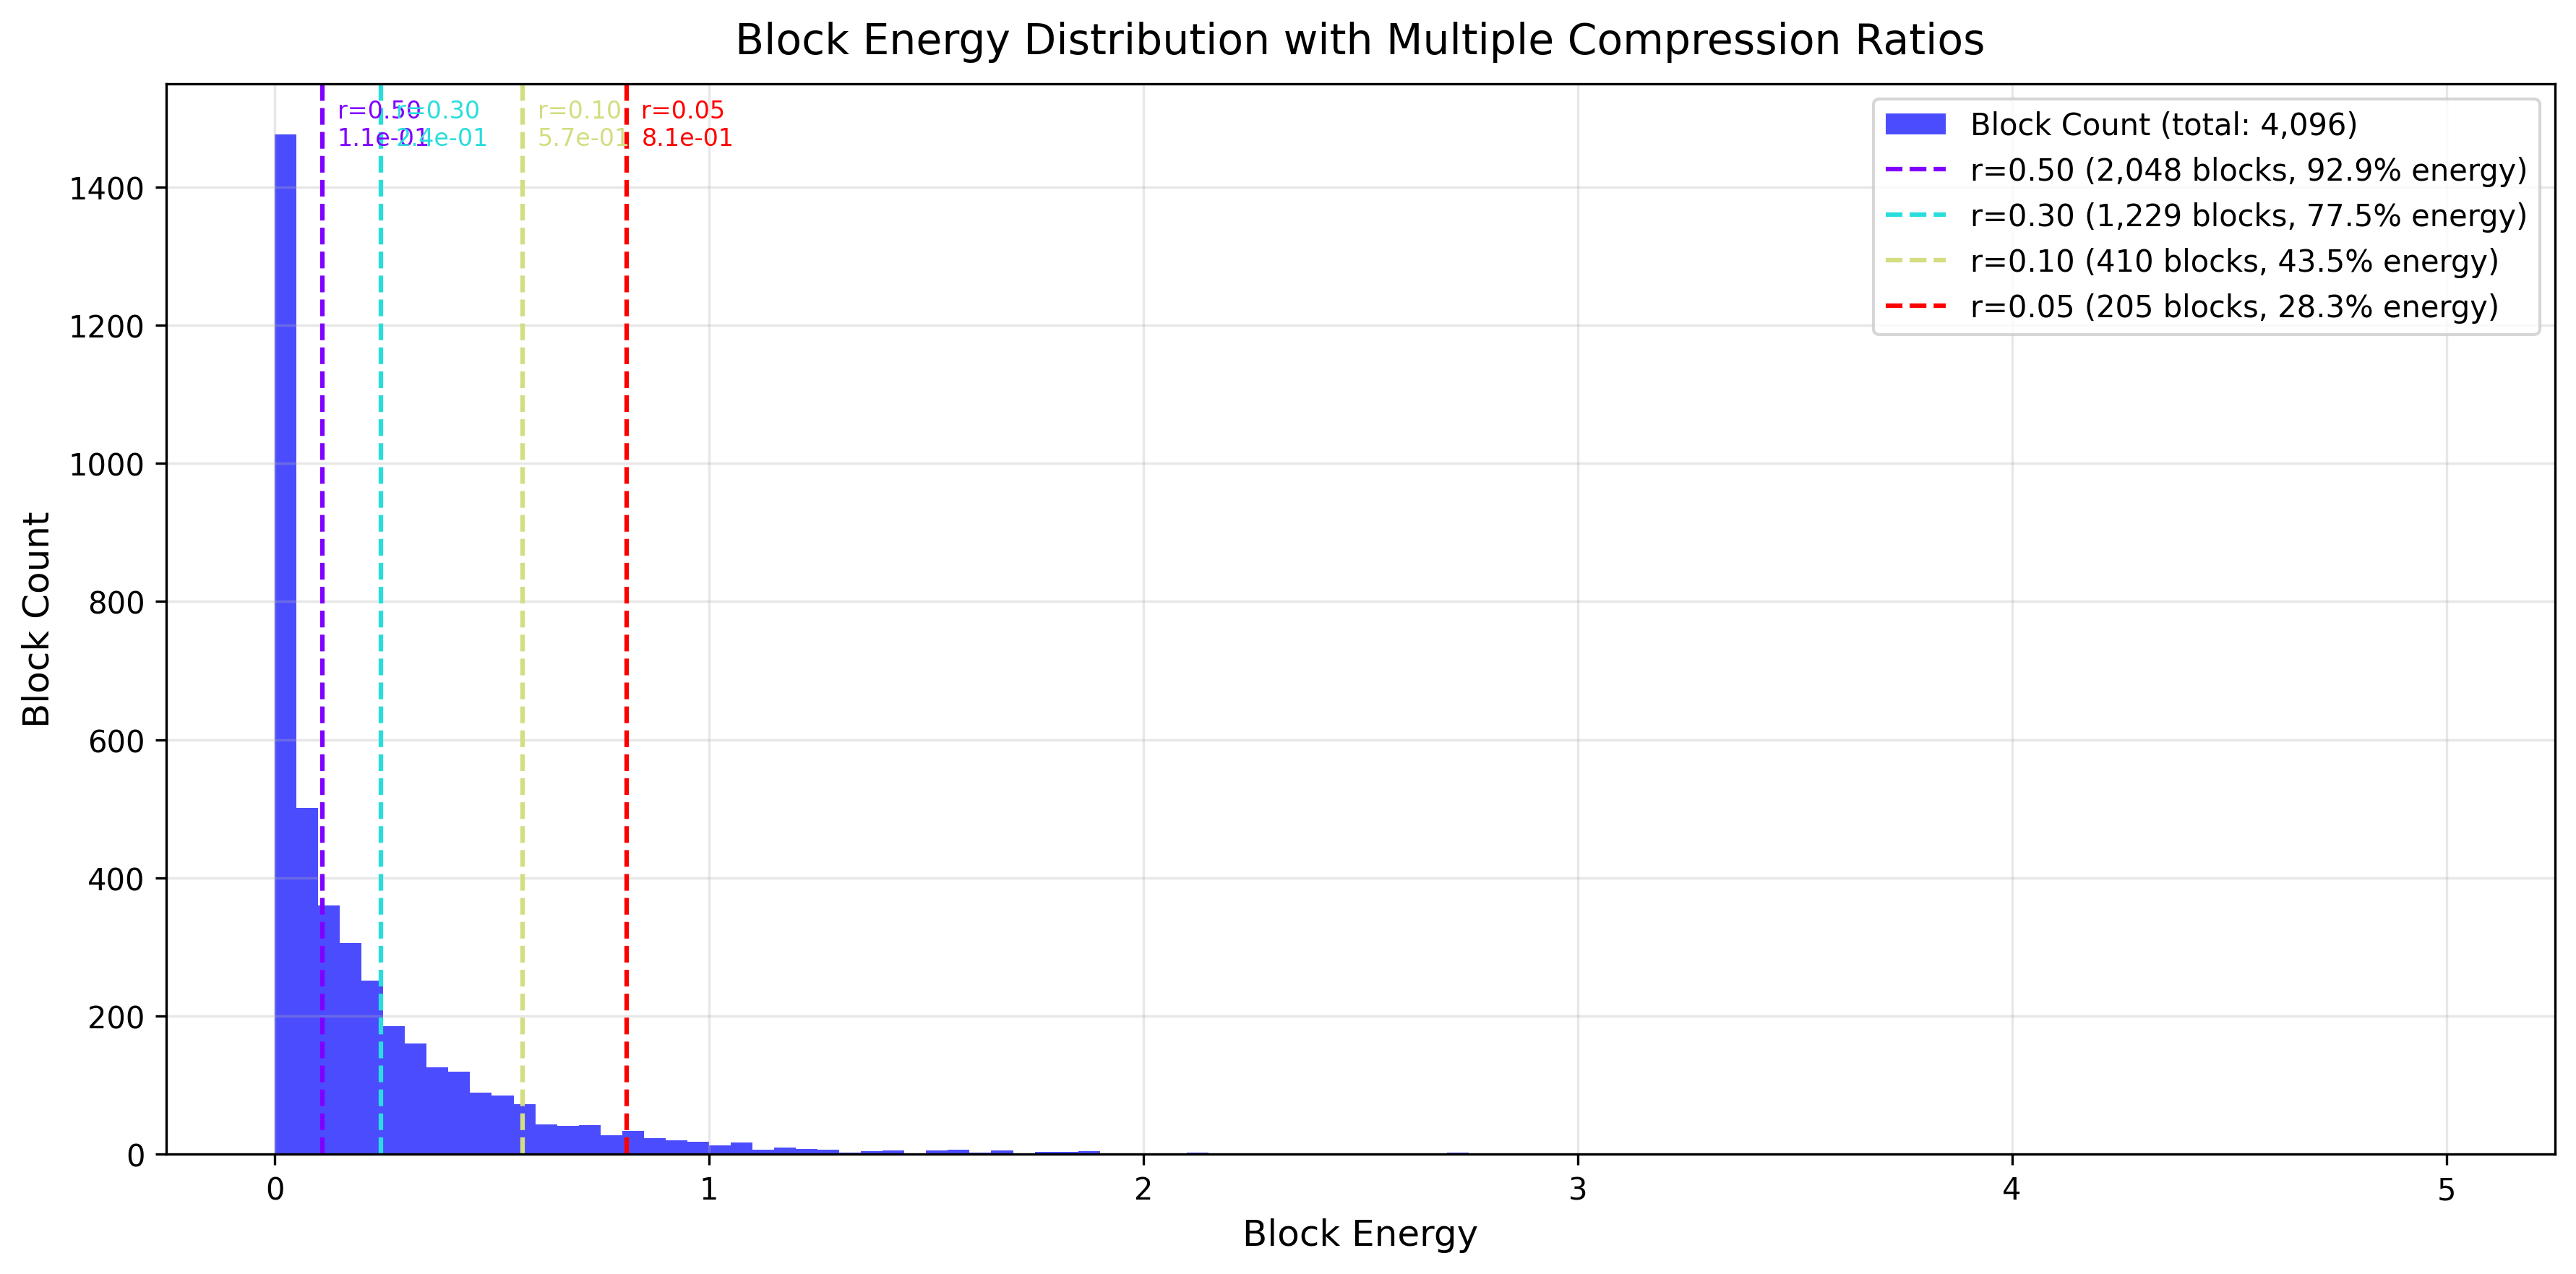 Block Energy Distribution with Multiple Compression Ratios
r=0.50
1.1e-01
r=0.30
2.4e-01
r=0.10
5.7e-01
r=0.05
8.1e-01
Block Count (total: 4,096)
r=0.50 (2,048 blocks, 92.9% energy)
r=0.30 (1,229 blocks, 77.5% energy)
r=0.10 (410 blocks, 43.5% energy)
r=0.05 (205 blocks, 28.3% energy)
Block Count
1400
1200
1000
800
600
400
200
0
0 1 2 3 4 5
Block Energy